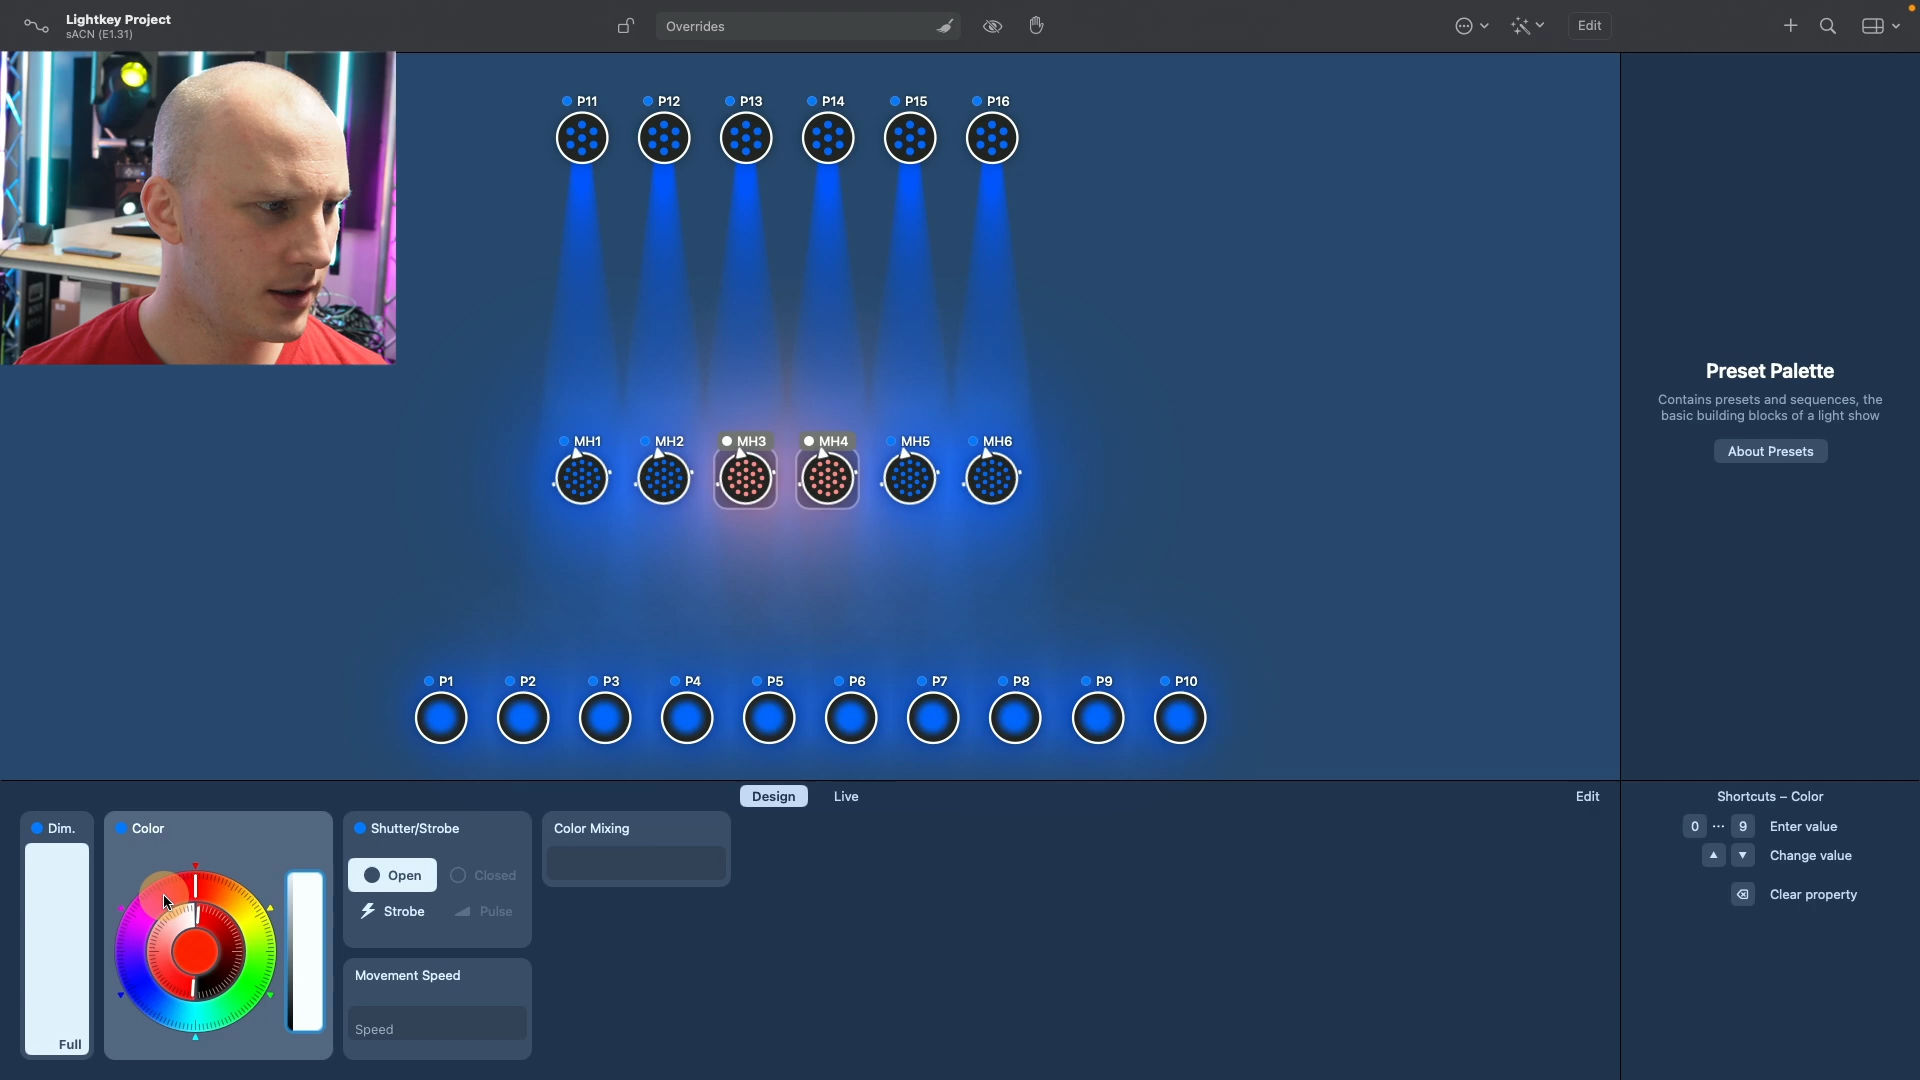 Lightkey Project
sACN (E1.31)
Overrides
Edit
P11
P12
P13
P14
P15
P16
MH1
MH2
MH3
MH4
MH5
MH6
P1
P2
P3
P4
P5
P6
P7
P8
P9
P10
Preset Palette
Contains presets and sequences, the
basic building blocks of a light show
About Presets
Design
Live
Edit
Dim.
Full
Color
Shutter/Strobe
Open
Closed
Strobe
Pulse
Movement Speed
Speed
Color Mixing
Shortcuts – Color
0 ··· 9 Enter value
Change value
Clear property